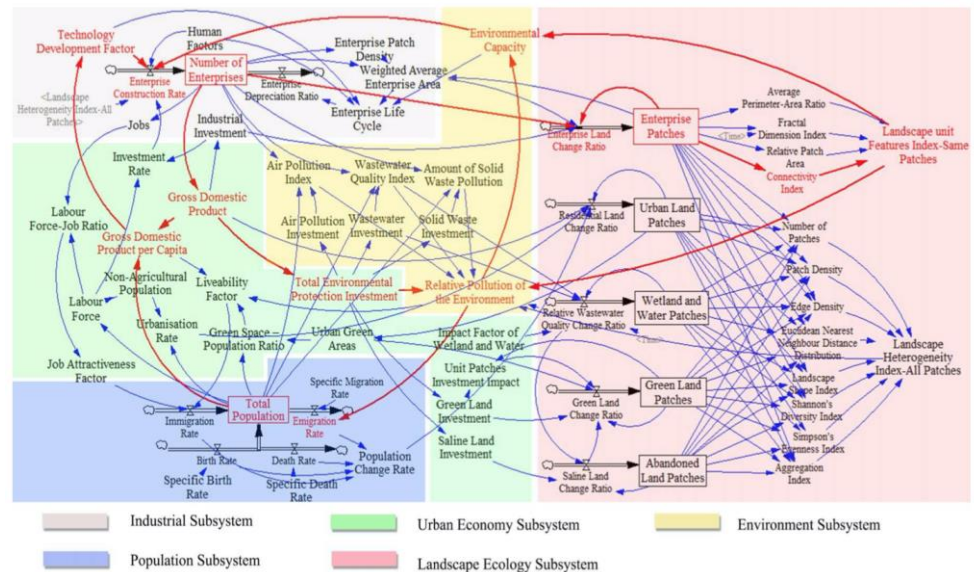 Technology
Development Factor
Human
Factors
Enterprise Patch
Density
Environmental
Capacity
Number of
Enterprises
Weighted Average
Enterprise Area
Enterprise
Construction Rate
Enterprise
Depreciation Ratio
<Landscape
Heterogeneity Index-All
Patches>
Jobs
Industrial
Investment
Enterprise Life
Cycle
Enterprise Land
Change Ratio
Enterprise
Patches
Average
Perimeter-Area Ratio
<Time>
Fractal
Dimension Index
Relative Patch
Area
Connectivity
Index
Landscape unit
Features Index-Same
Patches
Investment
Rate
Air Pollution
Index
Wastewater
Quality Index
Amount of Solid
Waste Pollution
Gross Domestic
Product
Labour
Force-Job Ratio
Air Pollution
Investment
Wastewater
Investment
Solid Waste
Investment
Residential Land
Change Ratio
Urban Land
Patches
Number of
Patches
Gross Domestic
Product per Capita
Non-Agricultural
Population
Liveability
Factor
Total Environmental
Protection Investment
Relative Pollution of
the Environment
Patch Density
Labour
Force
Urbanisation
Rate
Green Space –
Population Ratio
Urban Green
Areas
Impact Factor of
Wetland and Water
Relative Wastewater
Quality Change Ratio
<Time>
Wetland and
Water Patches
Edge Density
Euclidean Nearest
Neighbour Distance
Distribution
Landscape
Heterogeneity
Index-All Patches
Job Attractiveness
Factor
Unit Patches
Investment Impact
Landscape
Shape Index
Specific Migration
Rate
Total
Population
Immigration
Rate
Emigration
Rate
Green Land
Investment
Green Land
Change Ratio
Green Land
Patches
Shannon's
Diversity Index
Birth Rate
Death Rate
Population
Change Rate
Saline Land
Investment
Simpson's
Evenness Index
Specific Birth
Rate
Specific Death
Rate
Saline Land
Change Ratio
Abandoned
Land Patches
Aggregation
Index
Industrial Subsystem
Urban Economy Subsystem
Environment Subsystem
Population Subsystem
Landscape Ecology Subsystem